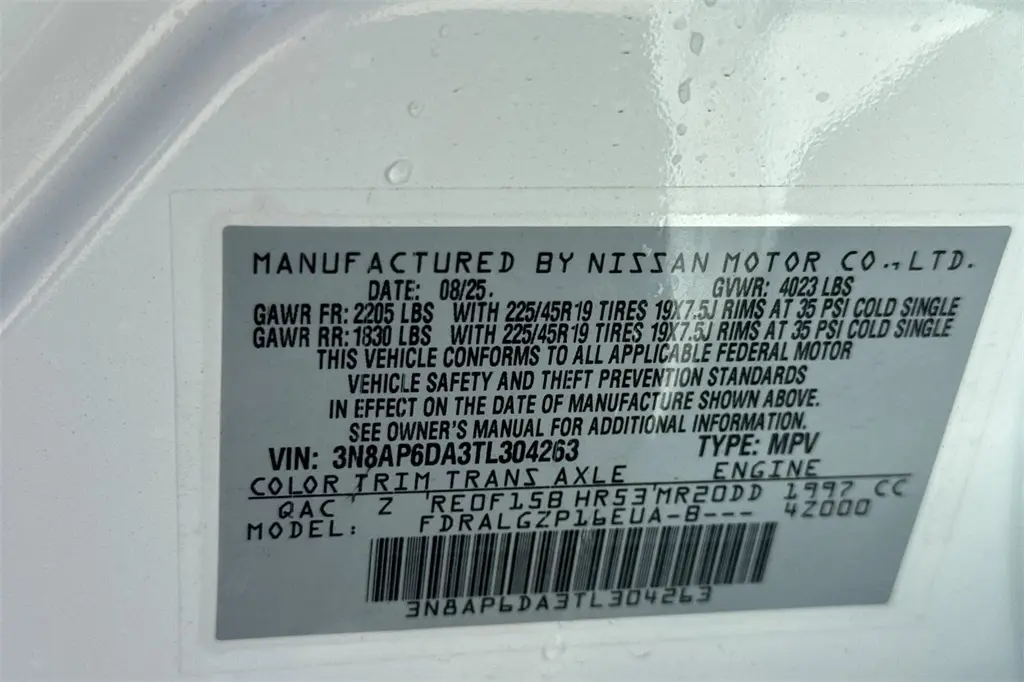 MANUFACTURED BY NISSAN MOTOR CO.,LTD.
DATE: 08/25. GVWR: 4023 LBS
GAWR FR: 2205 LBS WITH 225/45R19 TIRES 19X7.5J RIMS AT 35 PSI COLD SINGLE
GAWR RR: 1830 LBS WITH 225/45R19 TIRES 19X7.5J RIMS AT 35 PSI COLD SINGLE
THIS VEHICLE CONFORMS TO ALL APPLICABLE FEDERAL MOTOR
VEHICLE SAFETY AND THEFT PREVENTION STANDARDS
IN EFFECT ON THE DATE OF MANUFACTURE SHOWN ABOVE.
SEE OWNER'S MANUAL FOR ADDITIONAL INFORMATION.
VIN: 3N8AP6DA3TL304263 TYPE: MPV
COLOR TRIM TRANS AXLE ENGINE
QAC Z RE0F15B HR53 MR20DD 1997 CC
MODEL: FDRALGZP16EUA-B--- 4Z000
3N8AP6DA3TL304263